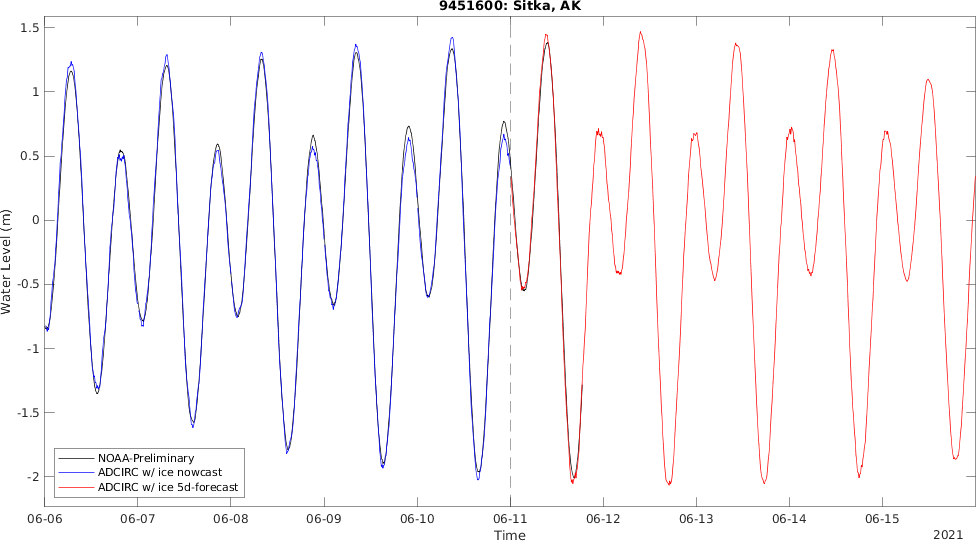 9451600: Sitka, AK
1.5
1
0.5
0
-0.5
-1
-1.5
-2
Water Level (m)
NOAA-Preliminary
ADCIRC w/ ice nowcast
ADCIRC w/ ice 5d-forecast
06-06 06-07 06-08 06-09 06-10 06-11 06-12 06-13 06-14 06-15
Time
2021